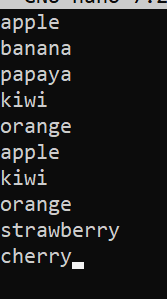 apple
banana
papaya
kiwi
orange
apple
kiwi
orange
strawberry
cherry